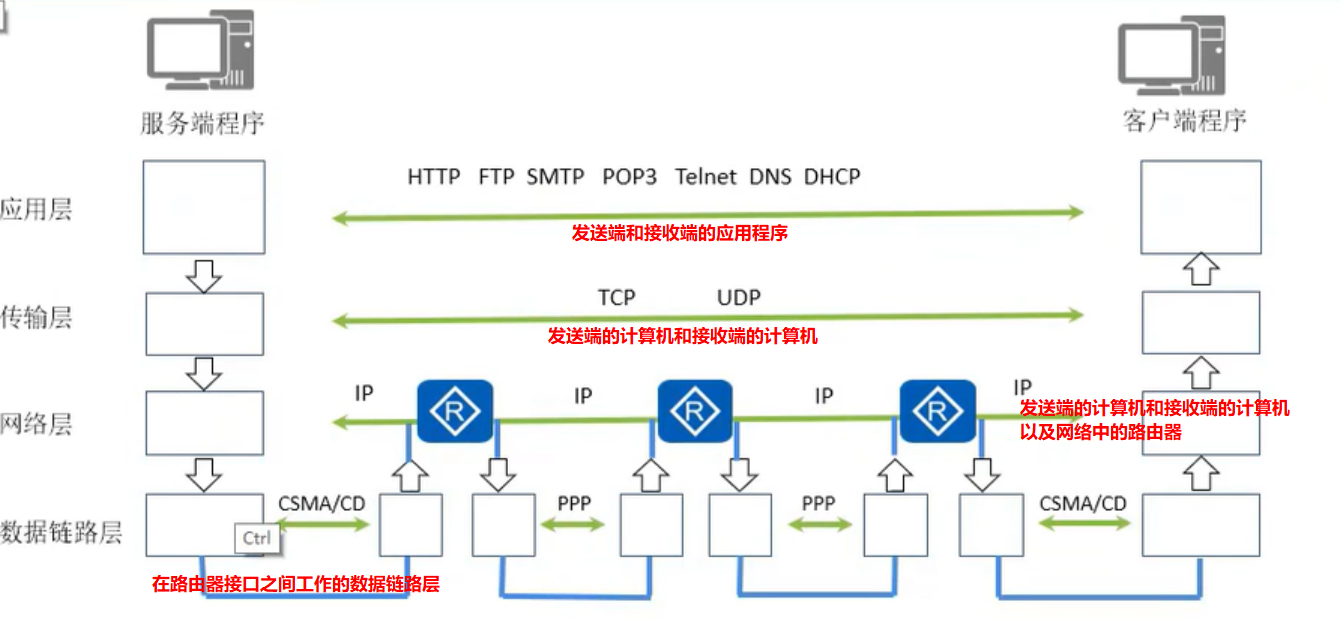 服务端程序
客户端程序
HTTP FTP SMTP POP3 Telnet DNS DHCP
应用层
发送端和接收端的应用程序
TCP UDP
传输层
发送端的计算机和接收端的计算机
IP IP IP IP
R R R
网络层
发送端的计算机和接收端的计算机
以及网络中的路由器
CSMA/CD PPP PPP CSMA/CD
数据链路层
Ctrl
在路由器接口之间工作的数据链路层